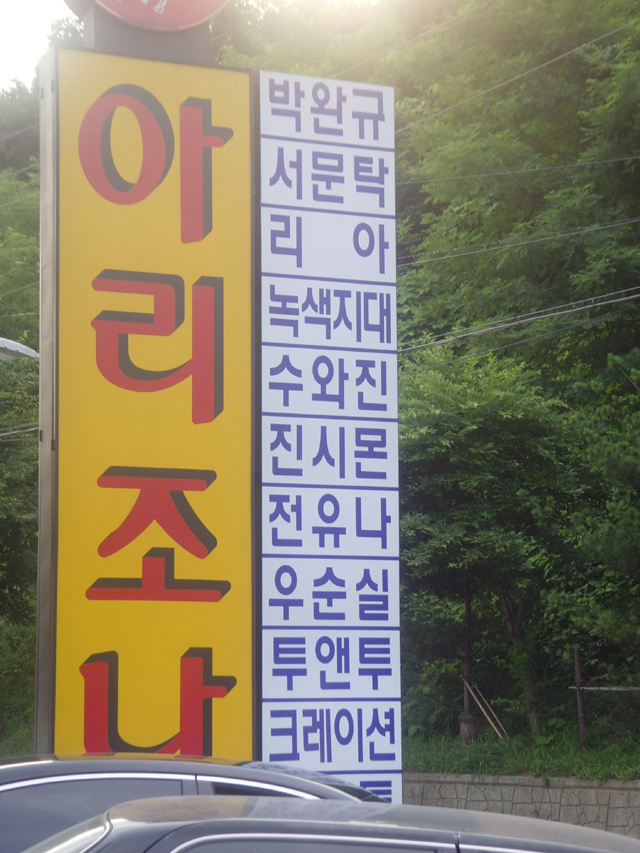 아리조나
박완규
서문탁
리 아
녹색지대
수와진
진시몬
전유나
우순실
투앤투
크레이션